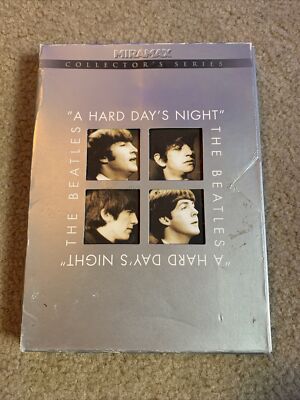 MIRAMAX
COLLECTOR'S SERIES
"A HARD DAY'S NIGHT"
THE BEATLES
THE BEATLES
"A HARD DAY'S NIGHT"